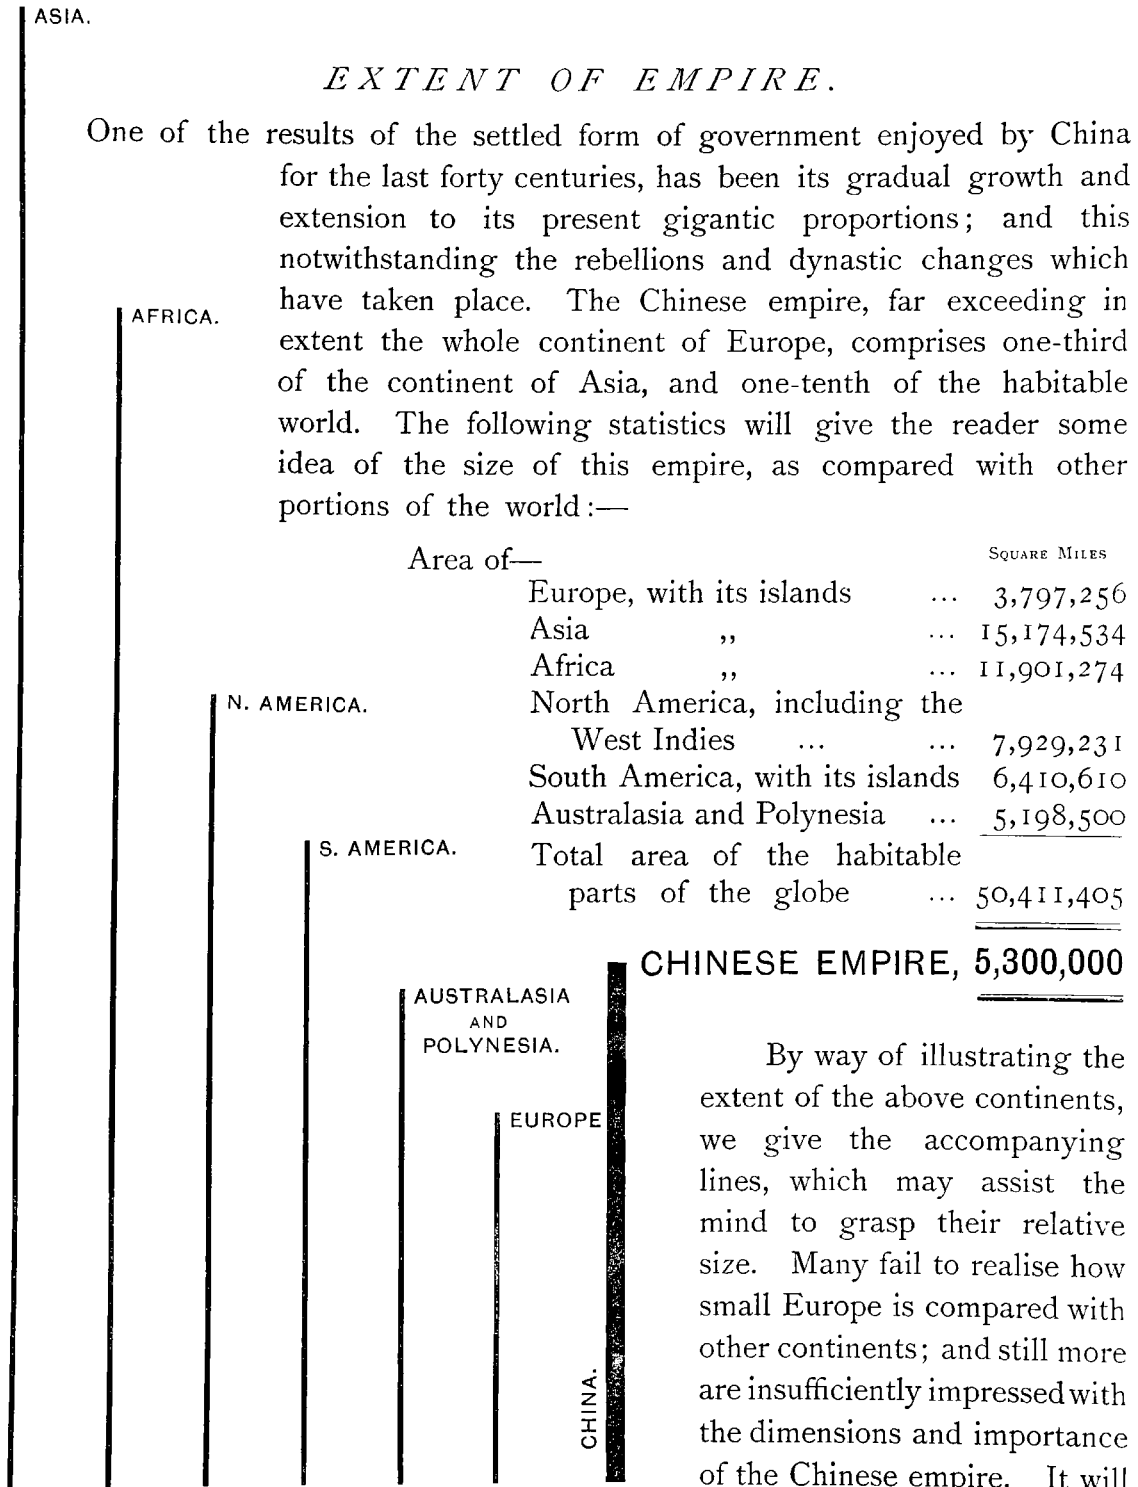 ASIA.
EXTENT OF EMPIRE.
One of the results of the settled form of government enjoyed by China
for the last forty centuries, has been its gradual growth and
extension to its present gigantic proportions; and this
notwithstanding the rebellions and dynastic changes which
have taken place. The Chinese empire, far exceeding in
AFRICA.
extent the whole continent of Europe, comprises one-third
of the continent of Asia, and one-tenth of the habitable
world. The following statistics will give the reader some
idea of the size of this empire, as compared with other
portions of the world:—
Area of— SQUARE MILES
Europe, with its islands ... 3,797,256
Asia ,, ... 15,174,534
Africa ,, ... 11,901,274
N. AMERICA.
North America, including the
West Indies ... ... 7,929,231
South America, with its islands 6,410,610
Australasia and Polynesia ... 5,198,500
S. AMERICA.
Total area of the habitable
parts of the globe ... 50,411,405
CHINESE EMPIRE, 5,300,000
AUSTRALASIA
AND
POLYNESIA.
EUROPE
CHINA.
By way of illustrating the
extent of the above continents,
we give the accompanying
lines, which may assist the
mind to grasp their relative
size. Many fail to realise how
small Europe is compared with
other continents; and still more
are insufficiently impressed with
the dimensions and importance
of the Chinese empire. It will